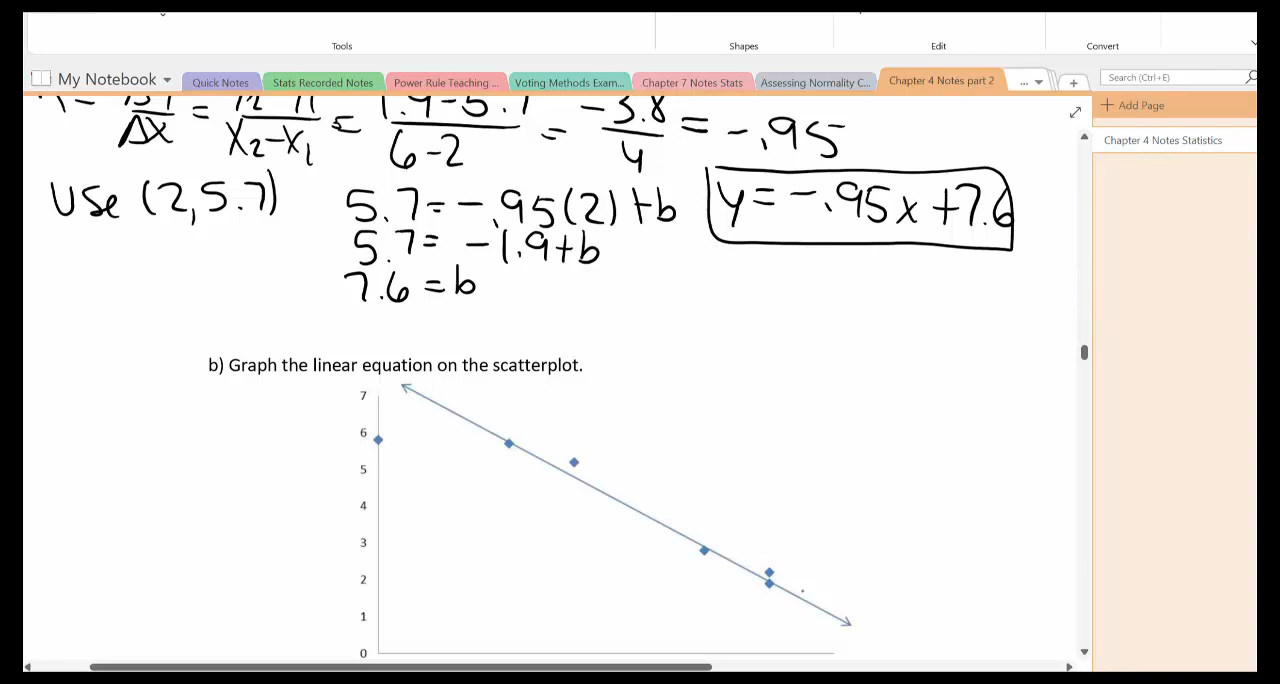 Tools Shapes Edit Convert
My Notebook Quick Notes Stats Recorded Notes Power Rule Teaching ... Voting Methods Exam... Chapter 7 Notes Stats Assessing Normality C... Chapter 4 Notes part 2 ... + Search (Ctrl+E)
+ Add Page
Chapter 4 Notes Statistics
ΔX = X₂-X₁ = 1.9-5.7 / 6-2 = -3.8 / 4 = -.95
Use (2,5.7) 5.7=-.95(2)+b y=-.95x+7.6
5.7= -1.9+b
7.6=b
b) Graph the linear equation on the scatterplot.
7
6
5
4
3
2
1
0